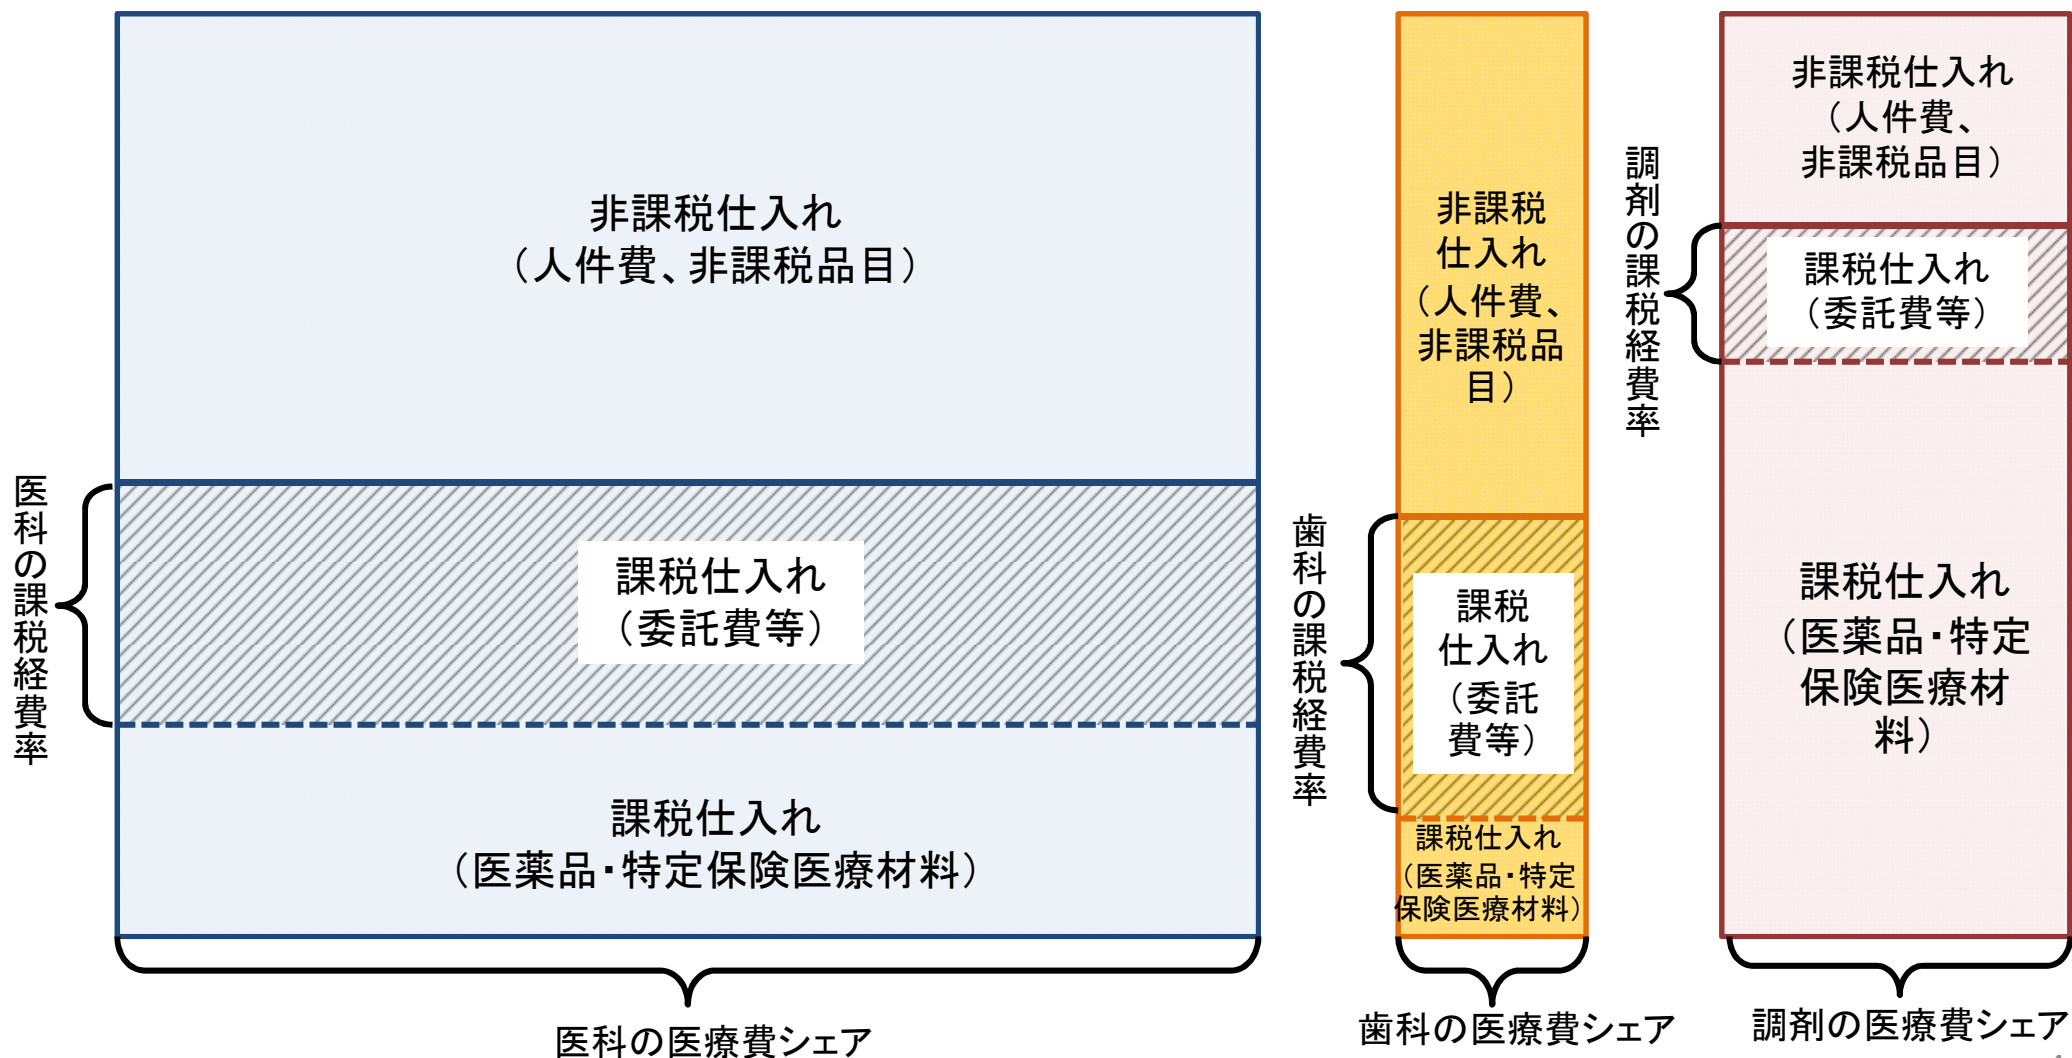 非課税仕入れ
（人件費、非課税品目）
医科の課税経費率
課税仕入れ
（委託費等）
課税仕入れ
（医薬品・特定保険医療材料）
医科の医療費シェア
非課税
仕入れ
（人件費、
非課税品
目）
歯科の課税経費率
課税
仕入れ
（委託
費等）
課税仕入れ
（医薬品・特定
保険医療材料）
歯科の医療費シェア
非課税仕入れ
（人件費、
非課税品目）
調剤の課税経費率
課税仕入れ
（委託費等）
課税仕入れ
（医薬品・特定
保険医療材
料）
調剤の医療費シェア